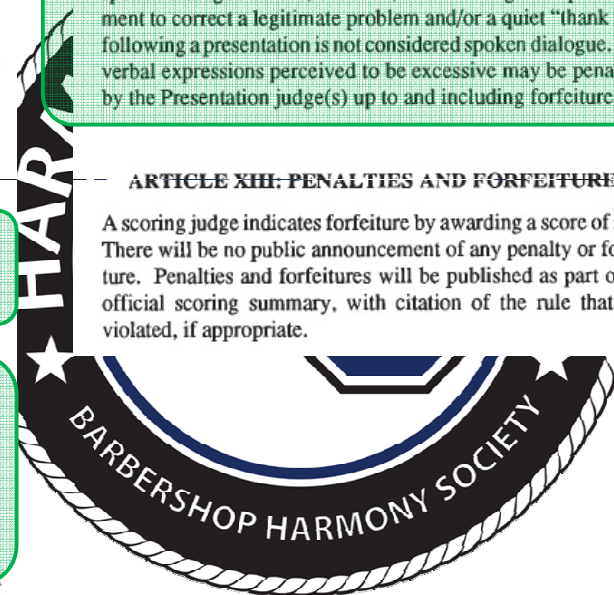 ment to correct a legitimate problem and/or a quiet "thank
following a presentation is not considered spoken dialogue.
verbal expressions perceived to be excessive may be pena
by the Presentation judge(s) up to and including forfeiture
ARTICLE XIII: PENALTIES AND FORFEITURE
A scoring judge indicates forfeiture by awarding a score of
There will be no public announcement of any penalty or fo
ture. Penalties and forfeitures will be published as part o
official scoring summary, with citation of the rule that
violated, if appropriate.
HAR
BARBERSHOP HARMONY SOCIETY